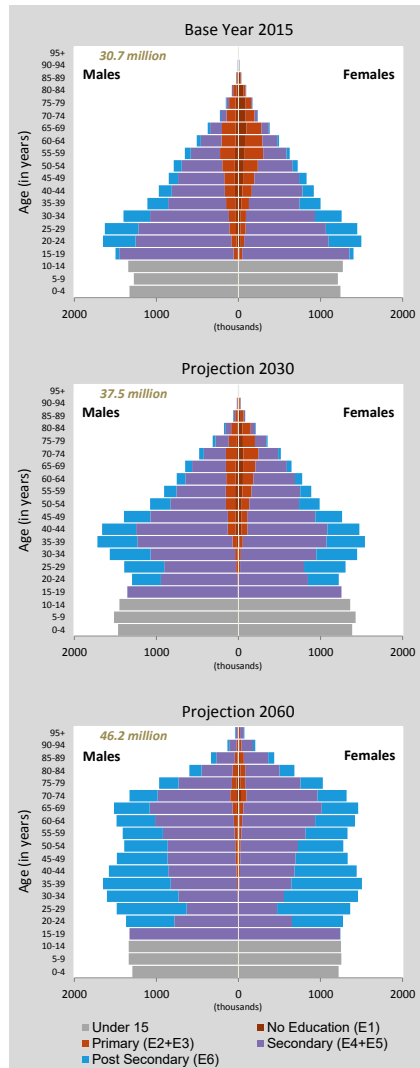 Base Year 2015
30.7 million
Males
Females
Age (in years)
95+
90-94
85-89
80-84
75-79
70-74
65-69
60-64
55-59
50-54
45-49
40-44
35-39
30-34
25-29
20-24
15-19
10-14
5-9
0-4
2000 1000 0 1000 2000
(thousands)
Projection 2030
37.5 million
Males
Females
Age (in years)
95+
90-94
85-89
80-84
75-79
70-74
65-69
60-64
55-59
50-54
45-49
40-44
35-39
30-34
25-29
20-24
15-19
10-14
5-9
0-4
2000 1000 0 1000 2000
(thousands)
Projection 2060
46.2 million
Males
Females
Age (in years)
95+
90-94
85-89
80-84
75-79
70-74
65-69
60-64
55-59
50-54
45-49
40-44
35-39
30-34
25-29
20-24
15-19
10-14
5-9
0-4
2000 1000 0 1000 2000
(thousands)
Under 15 No Education (E1)
Primary (E2+E3) Secondary (E4+E5)
Post Secondary (E6)